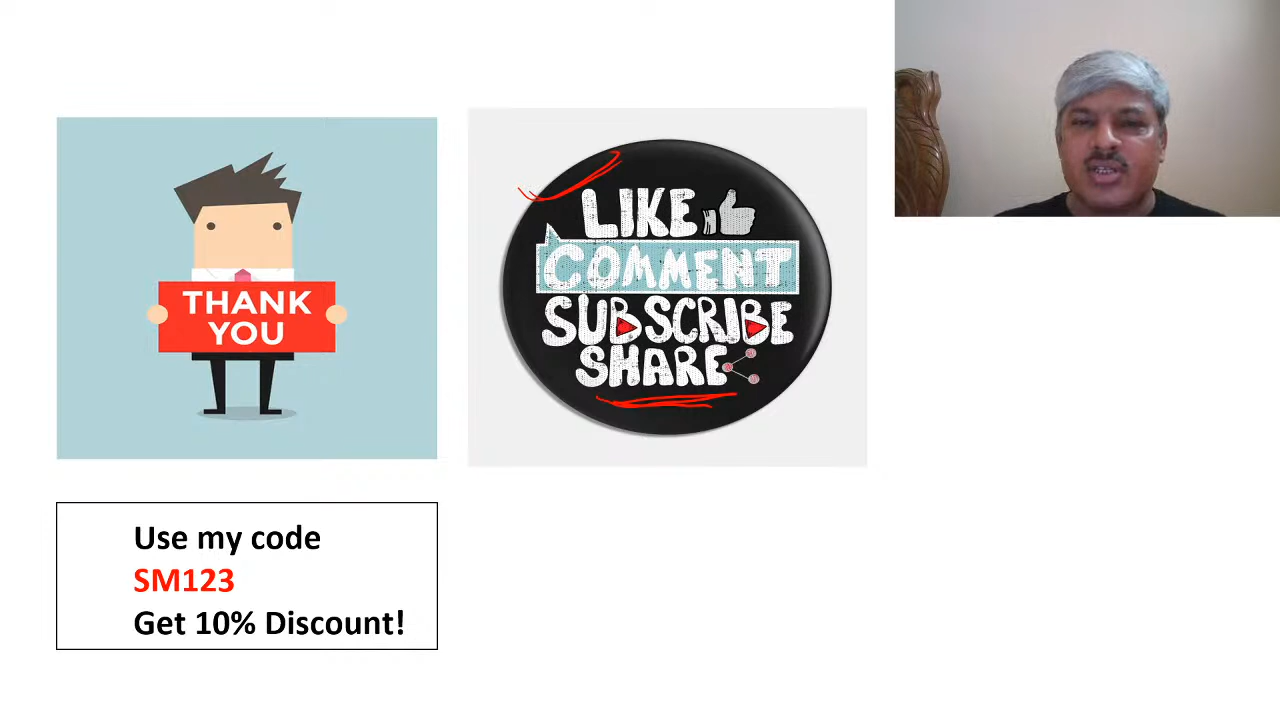 THANK
YOU
LIKE
COMMENT
SUBSCRIBE
SHARE
Use my code
SM123
Get 10% Discount!